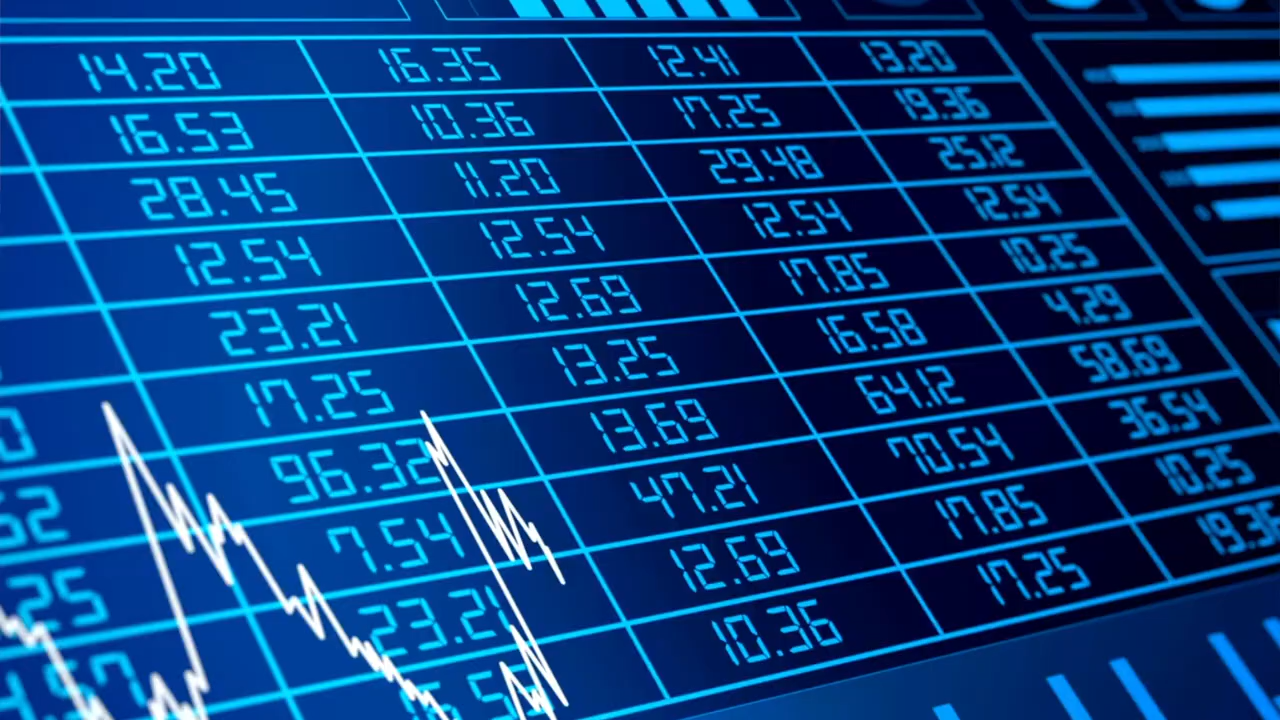 14.20 16.35 12.41 13.20
16.53 10.36 17.25 19.36
28.45 11.20 29.48 25.12
12.54 12.54 12.54 12.54
23.21 12.69 17.85 10.25
17.25 13.25 16.58 4.29
96.32 13.69 64.12 58.69
7.54 47.21 70.54 36.54
23.21 12.69 17.85 10.25
10.36 17.25 19.36